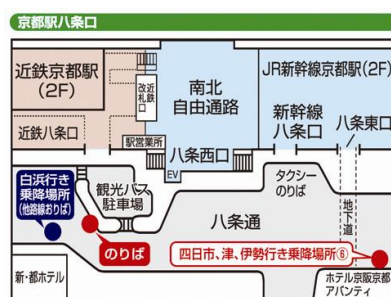 京都駅八条口
近鉄京都駅
(2F)
近鉄改札口
南北
自由通路
JR新幹線京都駅(2F)
新幹線
八条口
八条東口
近鉄八条口
駅営業所
八条西口
EV
白浜行き
乗降場所
(他路線おりば)
観光バス
駐車場
タクシー
のりば
八条通
地下道
のりば
四日市、津、伊勢行き乗降場所⑥
新・都ホテル
ホテル京阪京都
アバンティ